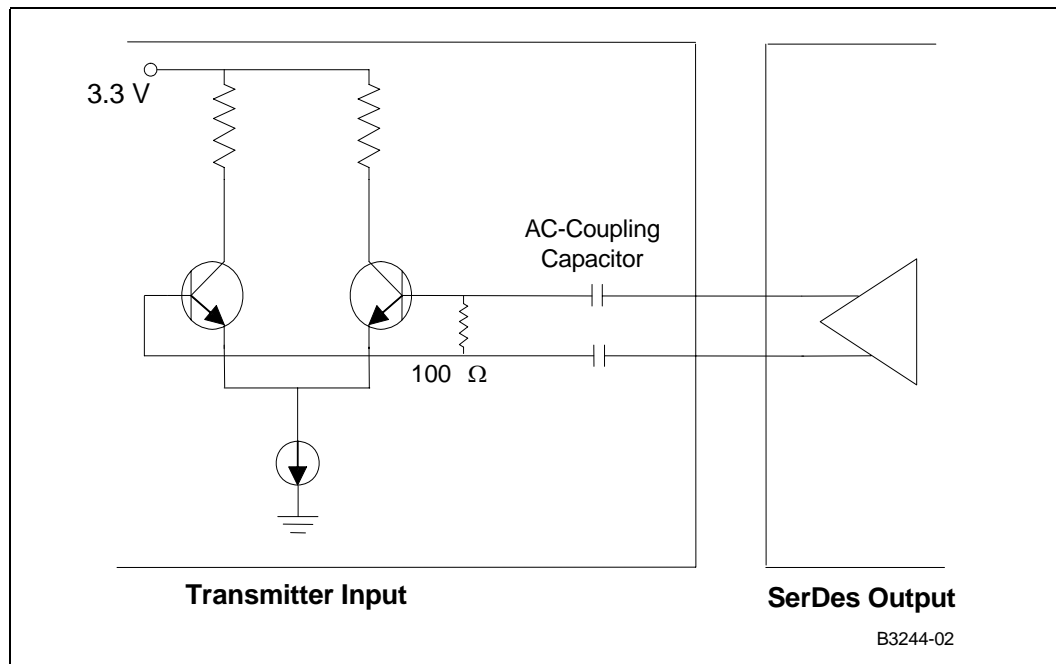 3.3 V
AC-Coupling
Capacitor
100 Ω
Transmitter Input
SerDes Output
B3244-02